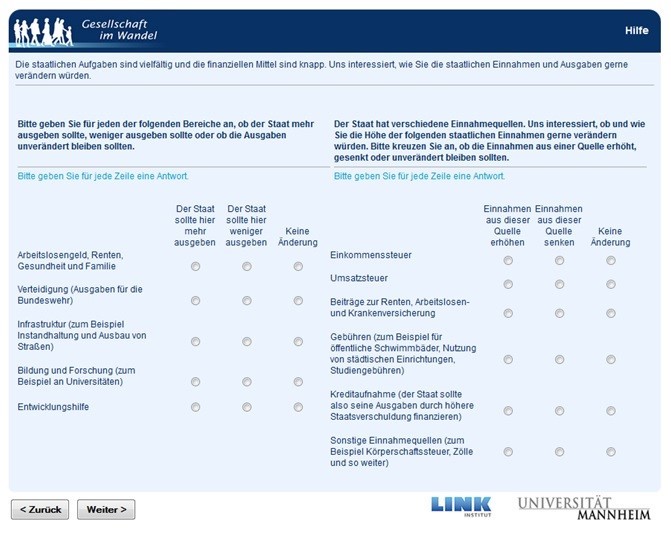 Gesellschaft
im Wandel
Hilfe
Die staatlichen Aufgaben sind vielfältig und die finanziellen Mittel sind knapp. Uns interessiert, wie Sie die staatlichen Einnahmen und Ausgaben gerne
verändern würden.
Bitte geben Sie für jeden der folgenden Bereiche an, ob der Staat mehr
ausgeben sollte, weniger ausgeben sollte oder ob die Ausgaben
unverändert bleiben sollten.
Bitte geben Sie für jede Zeile eine Antwort.
Der Staat
sollte hier
mehr
ausgeben
Der Staat
sollte hier
weniger
ausgeben
Keine
Änderung
Arbeitslosengeld, Renten,
Gesundheit und Familie
Verteidigung (Ausgaben für die
Bundeswehr)
Infrastruktur (zum Beispiel
Instandhaltung und Ausbau von
Straßen)
Bildung und Forschung (zum
Beispiel an Universitäten)
Entwicklungshilfe
Der Staat hat verschiedene Einnahmequellen. Uns interessiert, ob und wie
Sie die Höhe der folgenden staatlichen Einnahmen gerne verändern
würden. Bitte kreuzen Sie an, ob die Einnahmen aus einer Quelle erhöht,
gesenkt oder unverändert bleiben sollten.
Bitte geben Sie für jede Zeile eine Antwort.
Einnahmen
aus dieser
Quelle
erhöhen
Einnahmen
aus dieser
Quelle
senken
Keine
Änderung
Einkommenssteuer
Umsatzsteuer
Beiträge zur Renten, Arbeitslosen-
und Krankenversicherung
Gebühren (zum Beispiel für
öffentliche Schwimmbäder, Nutzung
von städtischen Einrichtungen,
Studiengebühren)
Kreditaufnahme (der Staat sollte
also seine Ausgaben durch höhere
Staatsverschuldung finanzieren)
Sonstige Einnahmequellen (zum
Beispiel Körperschaftssteuer, Zölle
und so weiter)
< Zurück
Weiter >
LINK
INSTITUT
UNIVERSITÄT
MANNHEIM